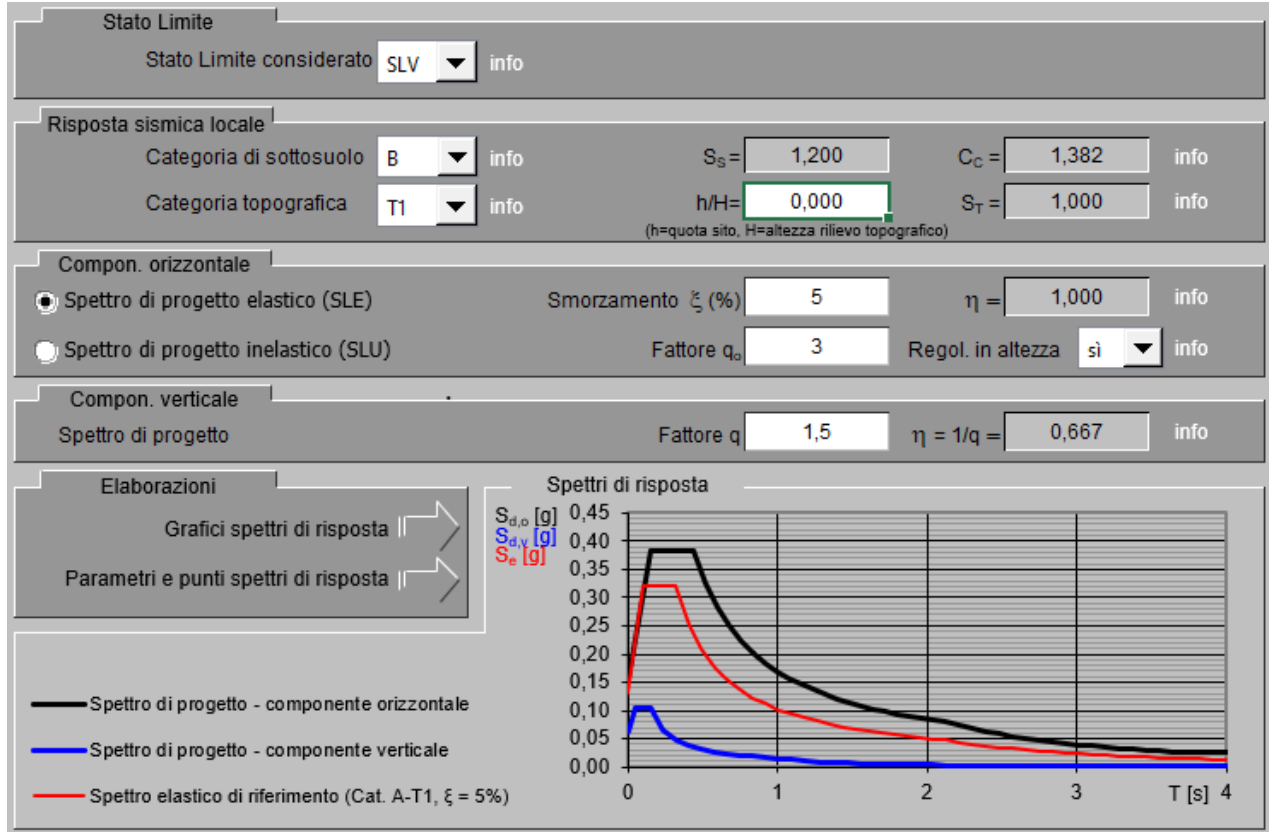 Stato Limite
Stato Limite considerato SLV info
Risposta sismica locale
Categoria di sottosuolo B info SS= 1,200 CC = 1,382 info
Categoria topografica T1 info h/H= 0,000 ST = 1,000 info
(h=quota sito, H=altezza rilievo topografico)
Compon. orizzontale
Spettro di progetto elastico (SLE) Smorzamento ξ (%) 5 η = 1,000 info
Spettro di progetto inelastico (SLU) Fattore qo 3 Regol. in altezza sì info
Compon. verticale
Spettro di progetto Fattore q 1,5 η = 1/q = 0,667 info
Elaborazioni
Grafici spettri di risposta
Parametri e punti spettri di risposta
Spettri di risposta
Sd,o [g]
Sd,v [g]
Se [g]
0,45
0,40
0,35
0,30
0,25
0,20
0,15
0,10
0,05
0,00
0 1 2 3 T [s] 4
Spettro di progetto - componente orizzontale
Spettro di progetto - componente verticale
Spettro elastico di riferimento (Cat. A-T1, ξ = 5%)